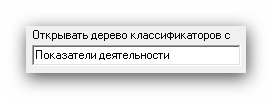 Открывать дерево классификаторов с
Показатели деятельности